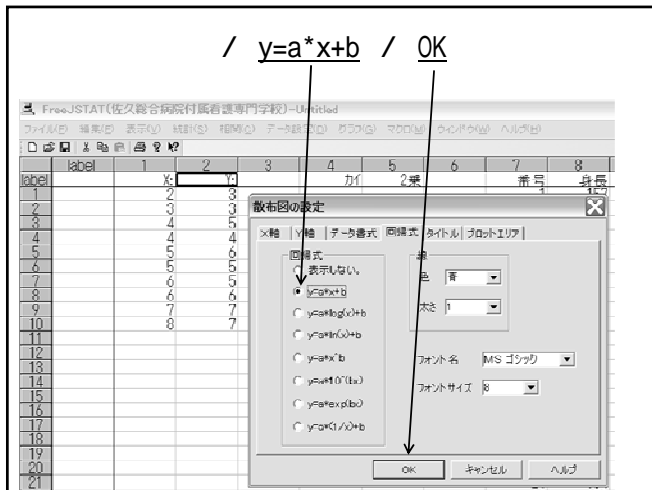 / y=a*x+b / OK
FreeJSTAT(佐久総合病院付属看護専門学校)-Untitled
ファイル(F) 編集(E) 表示(V) 統計(S) 相関(C) データ設定(D) グラフ(G) マクロ(M) ウインドウ(W) ヘルプ(H)
label 1 2 3 4 5 6 7 8
label X: Y: カイ 2乗 番号 身長
1 2 3 1 152
2 3 3
3 4 5
4 4 4
5 5 6
6 5 5
7 6 5
8 6 6
9 7 7
10 8 7
11
12
13
14
15
16
17
18
19
20
21
散布図の設定
X軸 Y軸 データ書式 回帰式 タイトル プロットエリア
回帰式
表示しない。
y=a*x+b
y=a*log(x)+b
y=a*ln(x)+b
y=a*x^b
y=a*10^(bx)
y=a*exp(bx)
y=a*(1/x)+b
線
色 青
太さ 1
フォント名 MS ゴシック
フォントサイズ 8
OK キャンセル ヘルプ